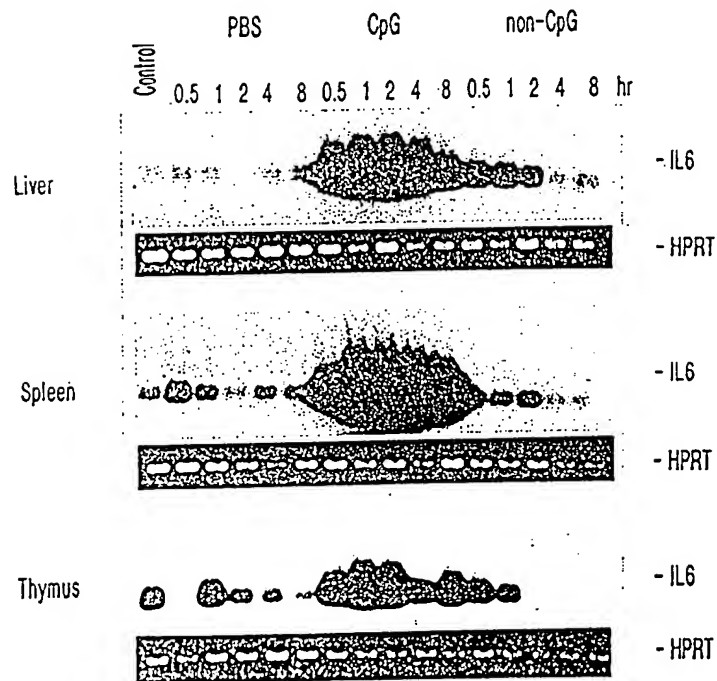 PBS CpG non-CpG
Control 0.5 1 2 4 8 0.5 1 2 4 8 0.5 1 2 4 8 hr
Liver
- IL6
- HPRT
Spleen
- IL6
- HPRT
Thymus
- IL6
- HPRT